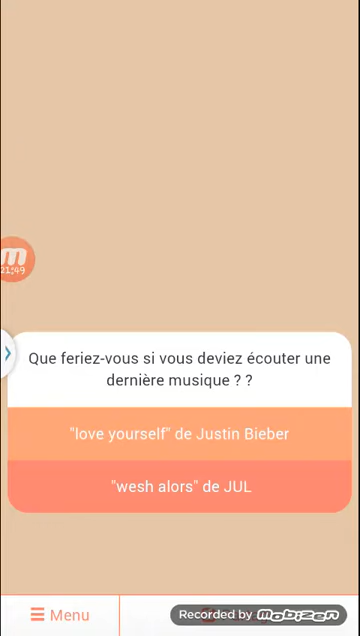 m
21:49
Que feriez-vous si vous deviez écouter une
dernière musique ? ?
"love yourself" de Justin Bieber
"wesh alors" de JUL
Menu
Recorded by mobizen